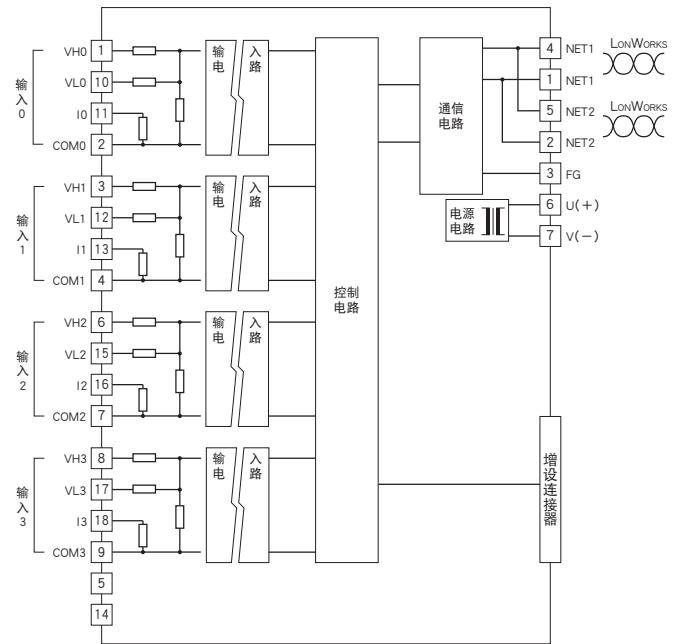 输入0
VH0 1
VL0 10
I0 11
COM0 2
输入电路
输入1
VH1 3
VL1 12
I1 13
COM1 4
输入电路
输入2
VH2 6
VL2 15
I2 16
COM2 7
输入电路
输入3
VH3 8
VL3 17
I3 18
COM3 9
输入电路
5
14
控制
电路
通信
电路
电源
电路
4 NET1
LONWORKS
1 NET1
5 NET2
LONWORKS
2 NET2
3 FG
6 U(+)
7 V(−)
增设连接器